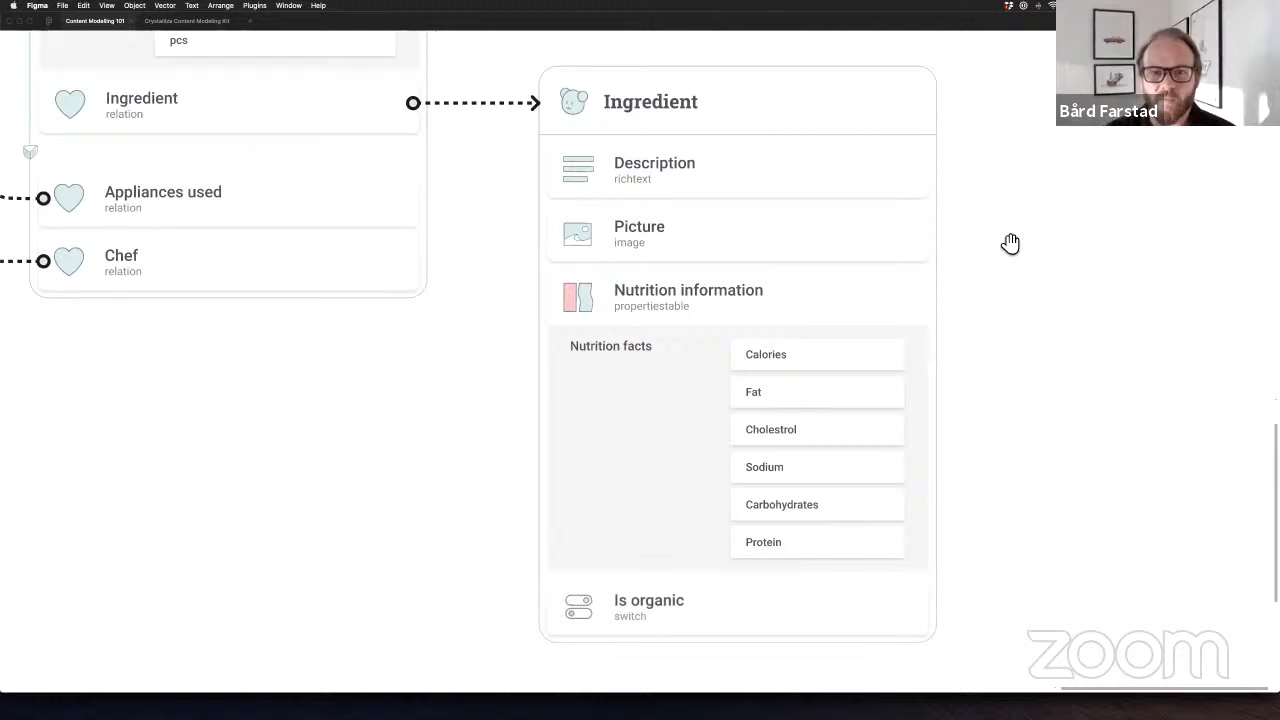 Figma File Edit View Object Vector Text Arrange Plugins Window Help
Content Modelling 101 Crystallize Content Modeling Kit +
pcs
Ingredient
relation
Appliances used
relation
Chef
relation
Ingredient
Description
richtext
Picture
image
Nutrition information
propertiestable
Nutrition facts
Calories
Fat
Cholestrol
Sodium
Carbohydrates
Protein
Is organic
switch
Bård Farstad
zoom